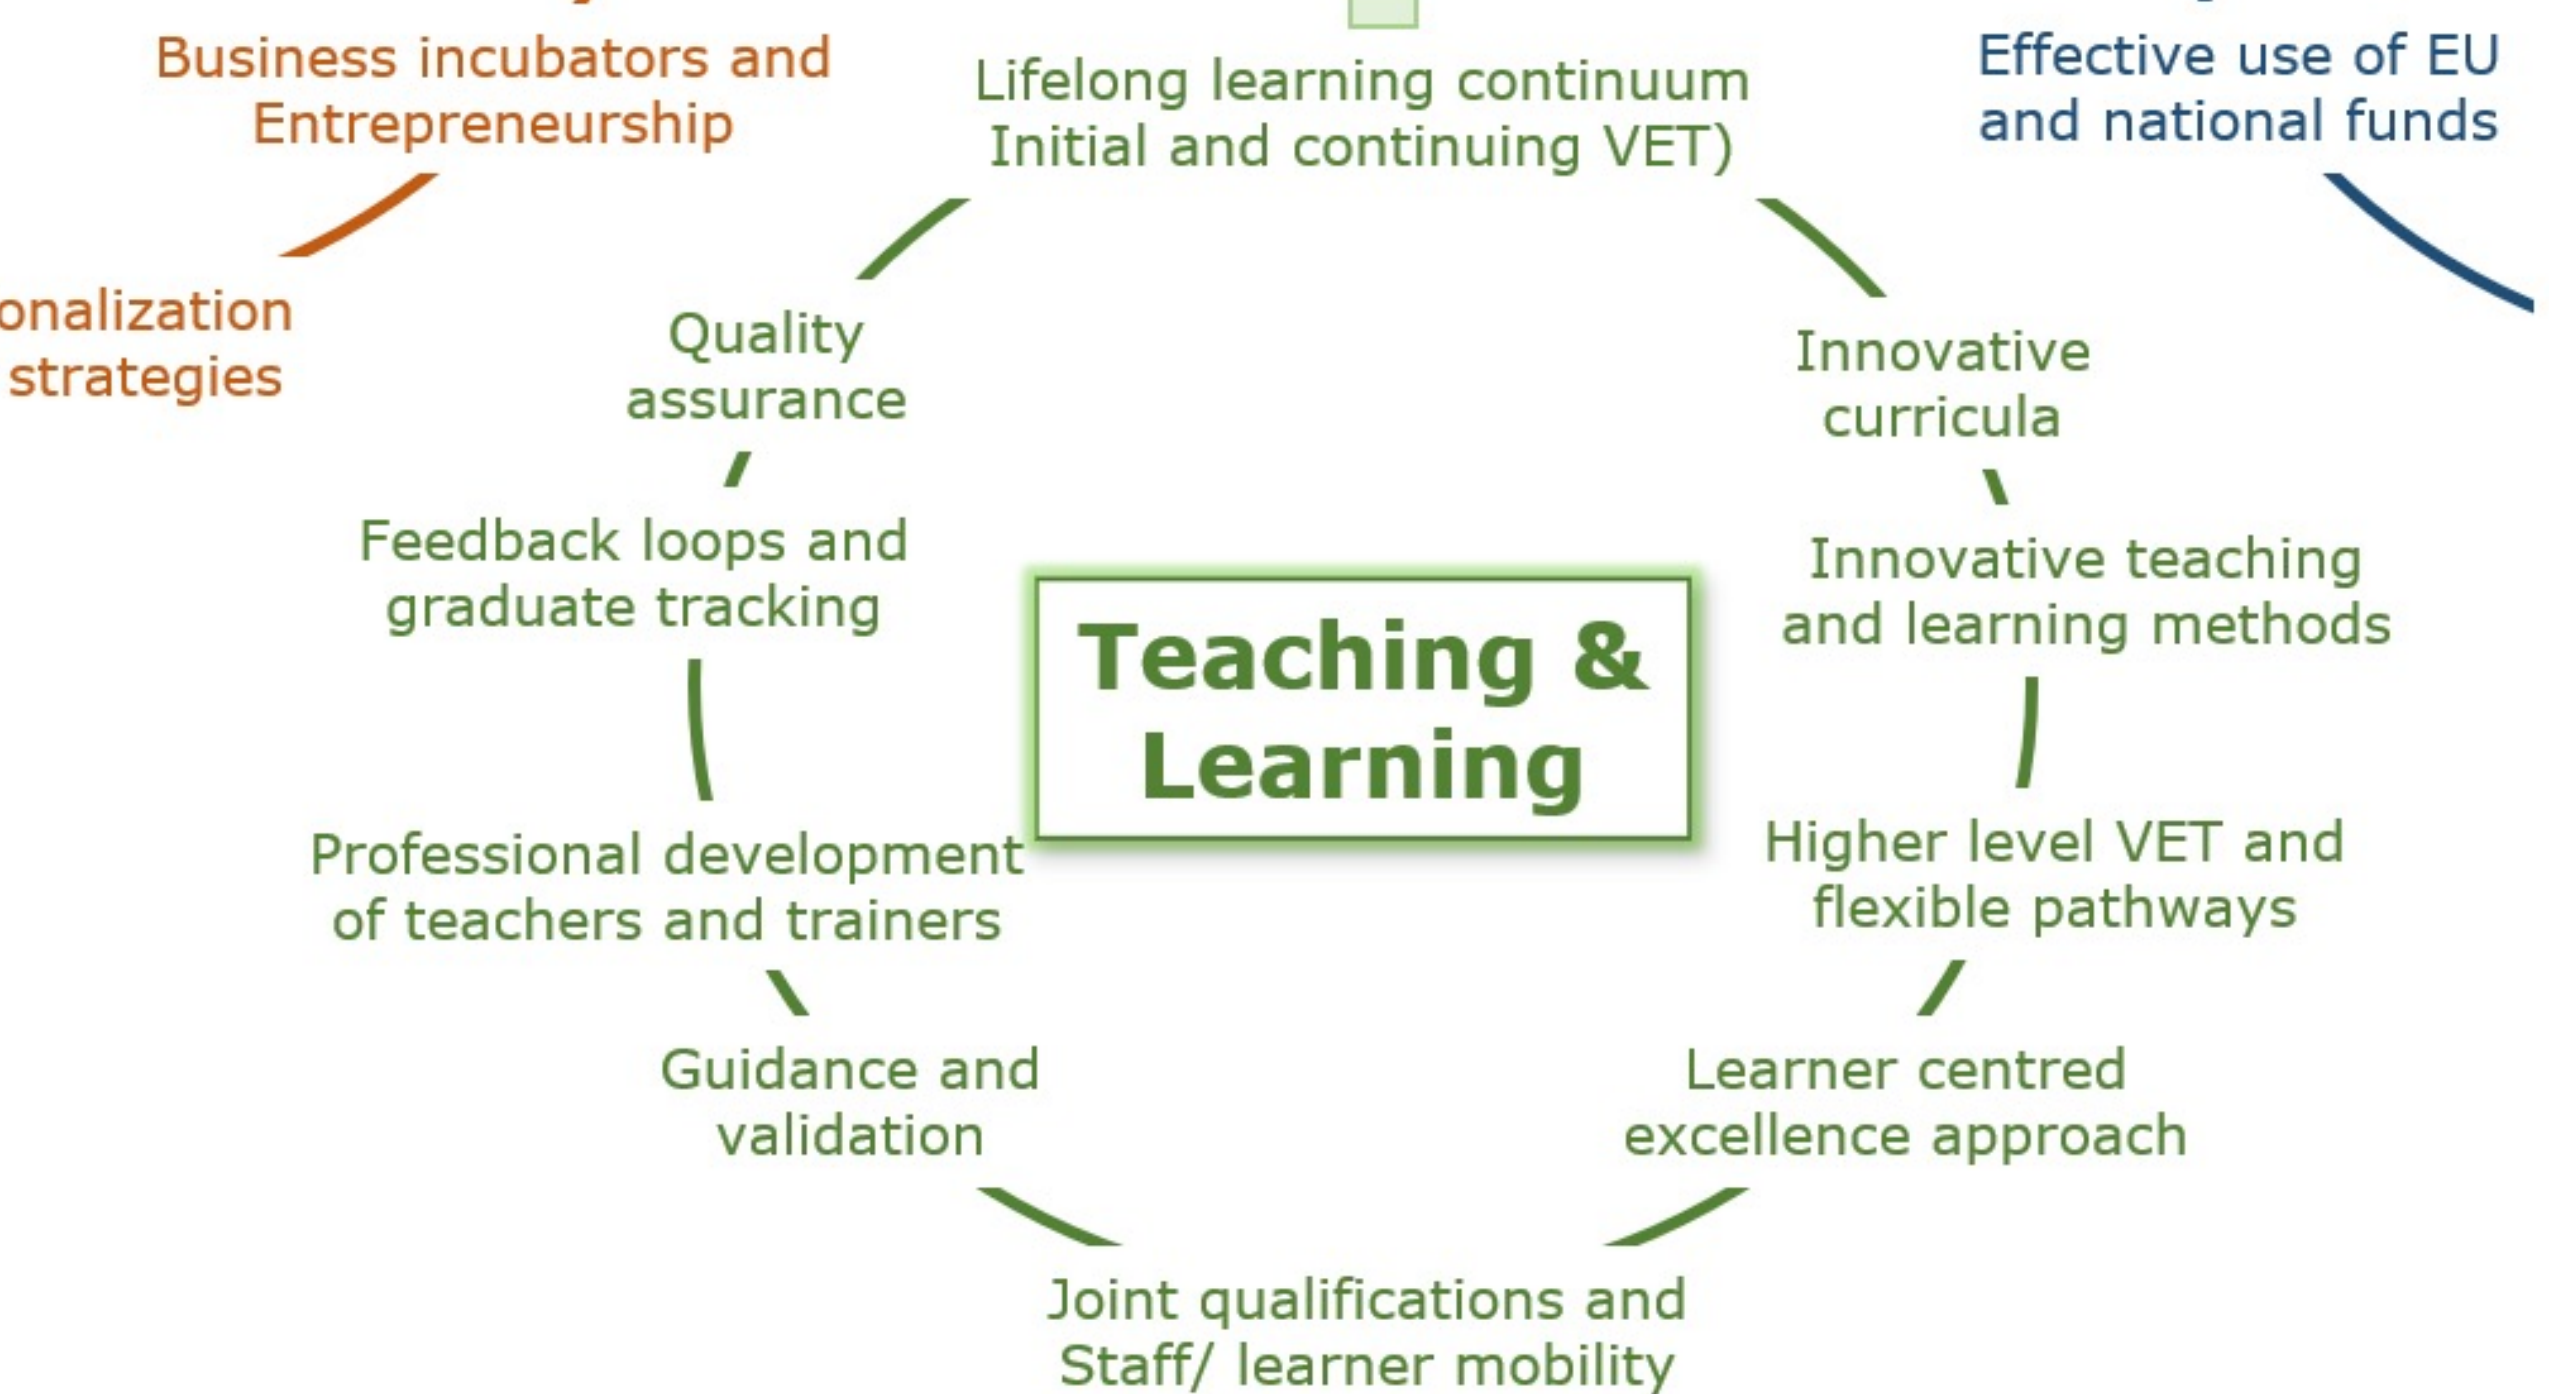 Business incubators and
Entrepreneurship
strategies
Lifelong learning continuum
Initial and continuing VET)
Effective use of EU
and national funds
Quality
assurance
Innovative
curricula
Feedback loops and
graduate tracking
Innovative teaching
and learning methods
Teaching &
Learning
Professional development
of teachers and trainers
Higher level VET and
flexible pathways
Guidance and
validation
Learner centred
excellence approach
Joint qualifications and
Staff/ learner mobility